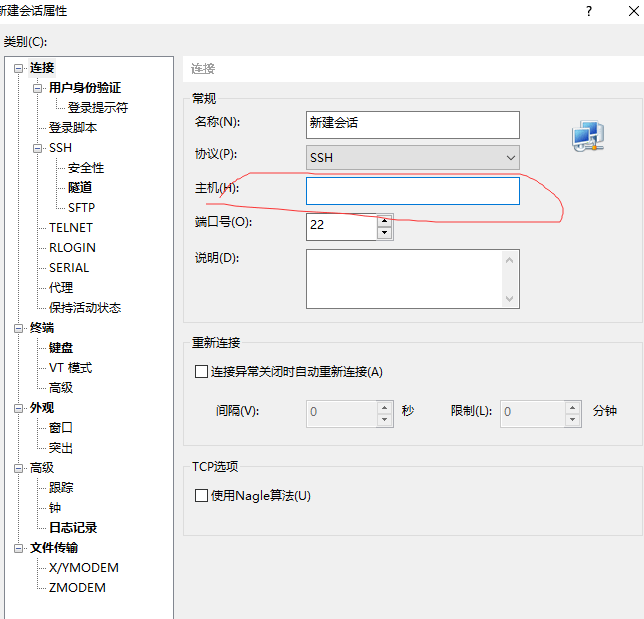 新建会话属性
?
类别(C):
连接
用户身份验证
登录提示符
登录脚本
SSH
安全性
隧道
SFTP
TELNET
RLOGIN
SERIAL
代理
保持活动状态
终端
键盘
VT 模式
高级
外观
窗口
突出
高级
跟踪
钟
日志记录
文件传输
X/YMODEM
ZMODEM
连接
常规
名称(N):
新建会话
协议(P):
SSH
主机(H):
端口号(O):
22
说明(D):
重新连接
连接异常关闭时自动重新连接(A)
间隔(V): 0 秒 限制(L): 0 分钟
TCP选项
使用Nagle算法(U)